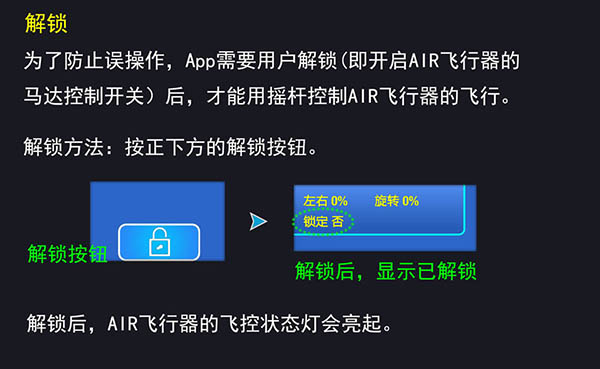 解锁
为了防止误操作，App需要用户解锁(即开启AIR飞行器的
马达控制开关）后，才能用摇杆控制AIR飞行器的飞行。
解锁方法：按正下方的解锁按钮。
左右 0% 旋转 0%
锁定 否
解锁按钮
解锁后，显示已解锁
解锁后，AIR飞行器的飞控状态灯会亮起。